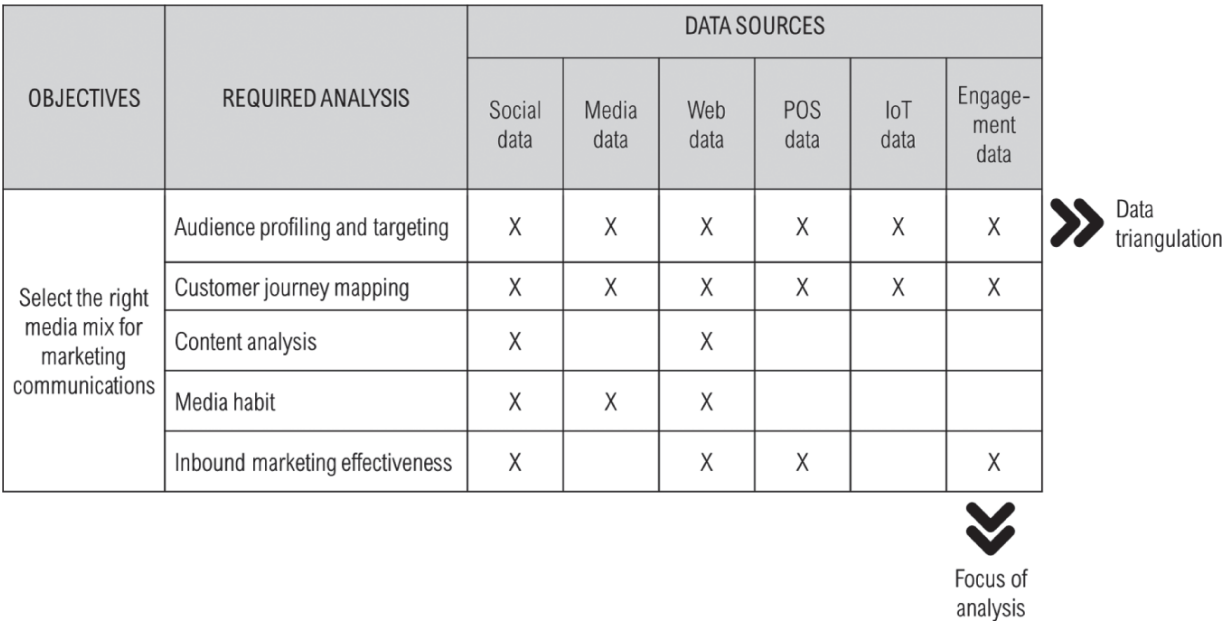 DATA SOURCES
OBJECTIVES
REQUIRED ANALYSIS
Social
data
Media
data
Web
data
POS
data
IoT
data
Engage-
ment
data
Select the right
media mix for
marketing
communications
Audience profiling and targeting
X X X X X X
Data
triangulation
Customer journey mapping
X X X X X X
Content analysis
X X
Media habit
X X X
Inbound marketing effectiveness
X X X X
Focus of
analysis